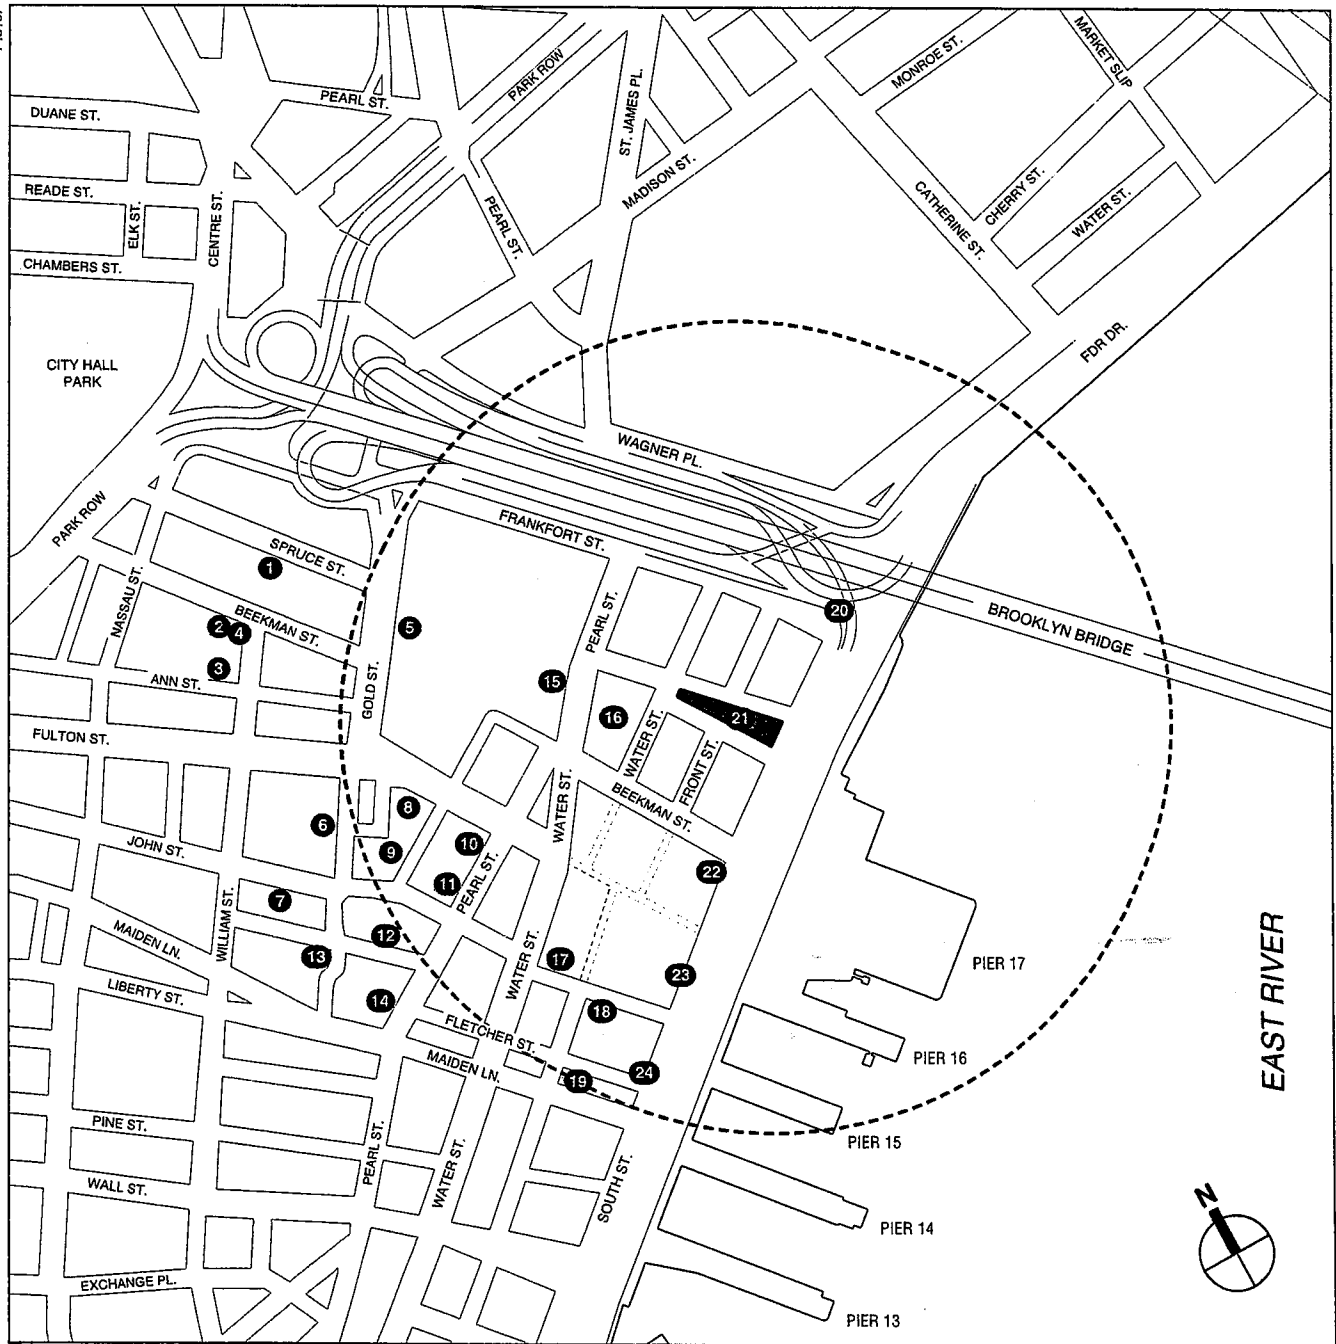 MARKET SLIP
MONROE ST.
PARK ROW
ST. JAMES PL.
PEARL ST.
DUANE ST.
MADISON ST.
READE ST.
ELK ST.
CENTRE ST.
PEARL ST.
CATHERINE ST.
CHERRY ST.
WATER ST.
CHAMBERS ST.
FDR DR.
CITY HALL
PARK
WAGNER PL.
PARK ROW
FRANKFORT ST.
SPRUCE ST.
1
NASSAU ST.
BEEKMAN ST.
2
4
3
5
PEARL ST.
20
BROOKLYN BRIDGE
ANN ST.
GOLD ST.
15
16
21
FULTON ST.
WATER ST.
FRONT ST.
BEEKMAN ST.
WATER ST.
6
8
9
10
11
PEARL ST.
22
JOHN ST.
7
WILLIAM ST.
12
13
14
MAIDEN LN.
LIBERTY ST.
WATER ST.
17
18
23
PIER 17
EAST RIVER
FLETCHER ST.
MAIDEN LN.
19
24
PIER 16
PINE ST.
PEARL ST.
WATER ST.
PIER 15
WALL ST.
SOUTH ST.
N
PIER 14
EXCHANGE PL.
PIER 13